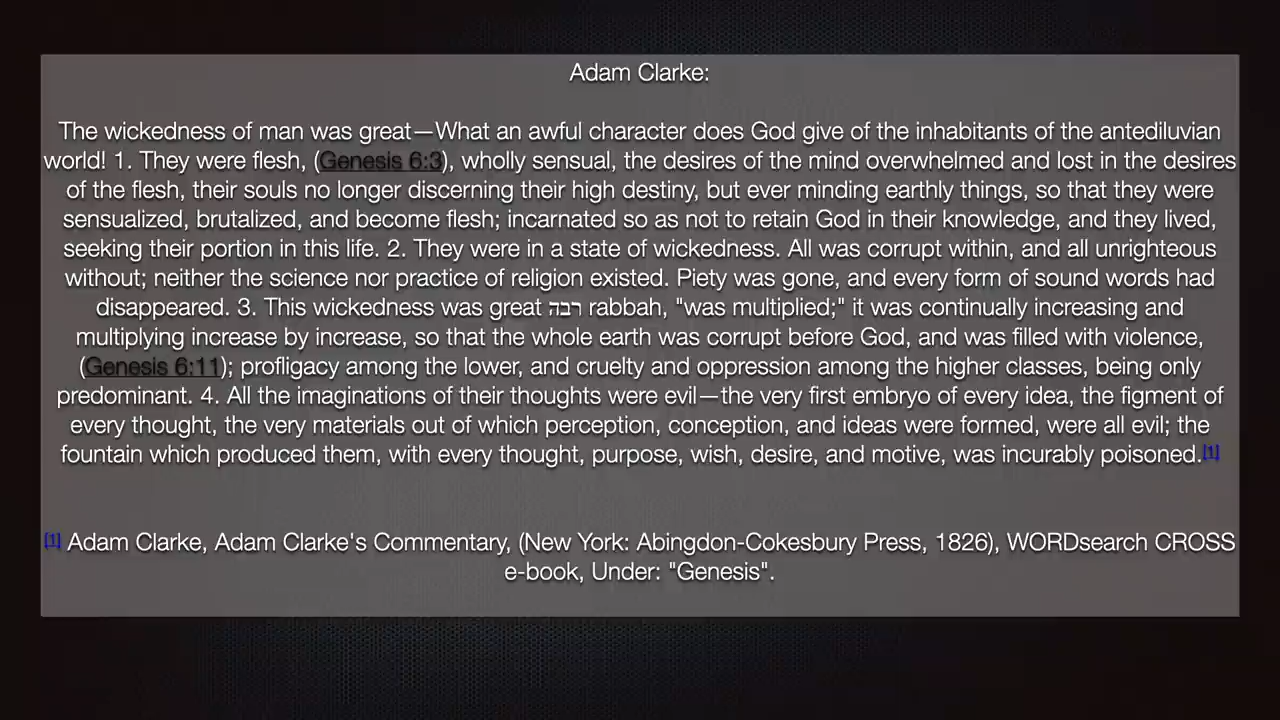 Adam Clarke:
The wickedness of man was great—What an awful character does God give of the inhabitants of the antediluvian
world! 1. They were flesh, (Genesis 6:3), wholly sensual, the desires of the mind overwhelmed and lost in the desires
of the flesh, their souls no longer discerning their high destiny, but ever minding earthly things, so that they were
sensualized, brutalized, and become flesh; incarnated so as not to retain God in their knowledge, and they lived,
seeking their portion in this life. 2. They were in a state of wickedness. All was corrupt within, and all unrighteous
without; neither the science nor practice of religion existed. Piety was gone, and every form of sound words had
disappeared. 3. This wickedness was great רבה rabbah, "was multiplied;" it was continually increasing and
multiplying increase by increase, so that the whole earth was corrupt before God, and was filled with violence,
(Genesis 6:11); profligacy among the lower, and cruelty and oppression among the higher classes, being only
predominant. 4. All the imaginations of their thoughts were evil—the very first embryo of every idea, the figment of
every thought, the very materials out of which perception, conception, and ideas were formed, were all evil; the
fountain which produced them, with every thought, purpose, wish, desire, and motive, was incurably poisoned.[1]
[1] Adam Clarke, Adam Clarke's Commentary, (New York: Abingdon-Cokesbury Press, 1826), WORDsearch CROSS
e-book, Under: "Genesis".